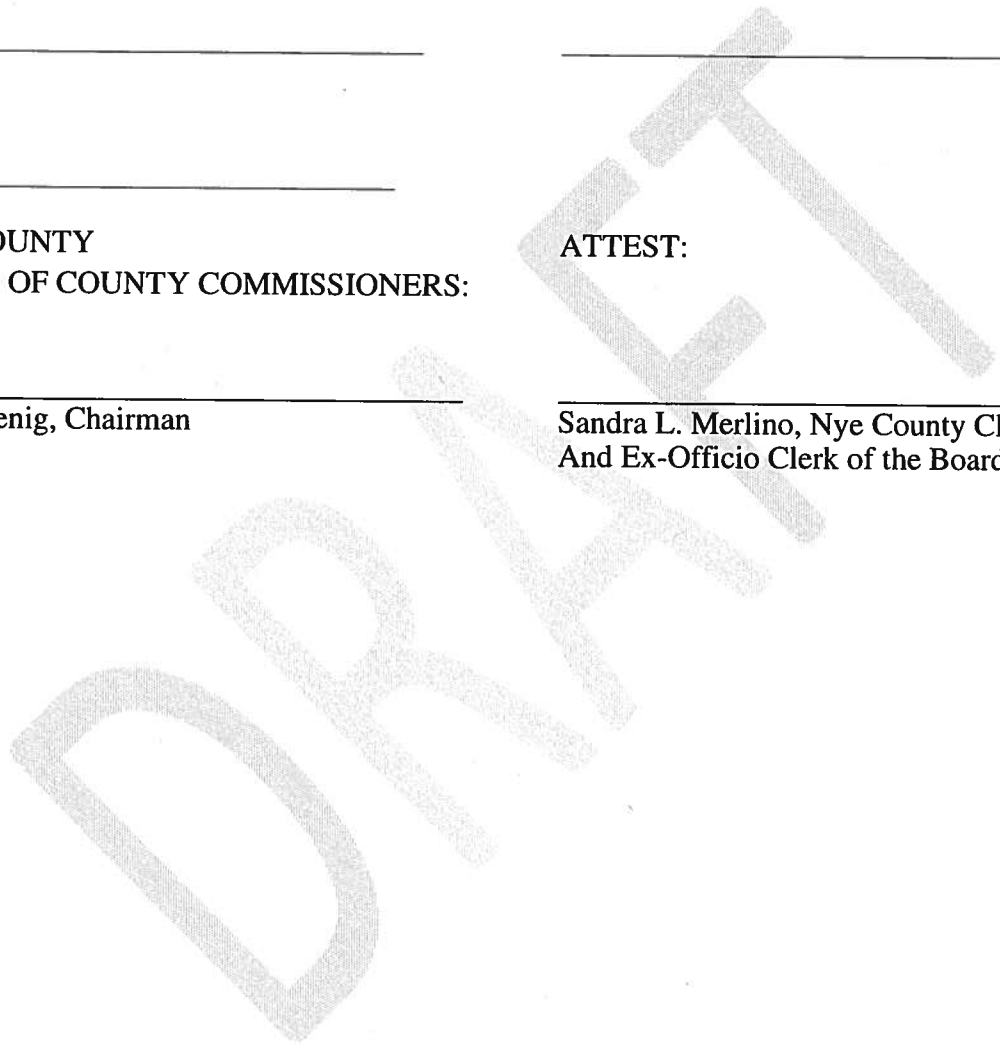 OUNTY
OF COUNTY COMMISSIONERS:
enig, Chairman
ATTEST:
Sandra L. Merlino, Nye County Cl
And Ex-Officio Clerk of the Board
DRAFT